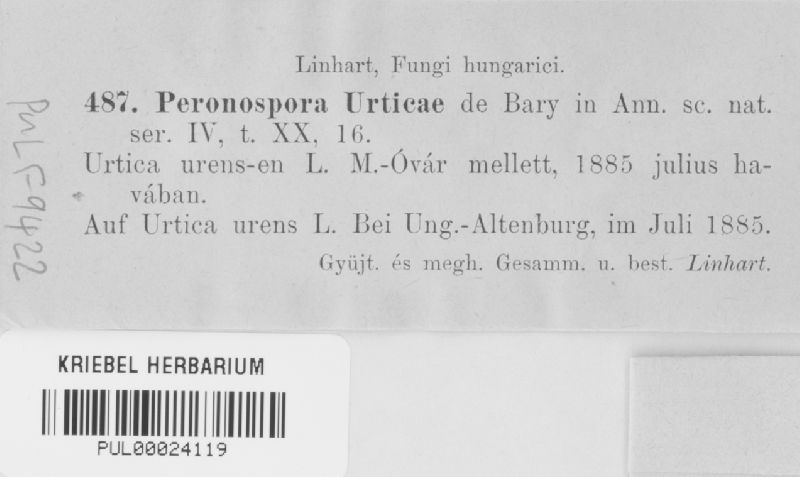 Linhart, Fungi hungarici.
487. Peronospora Urticae de Bary in Ann. sc. nat.
ser. IV, t. XX, 16.
Urtica urens-en L. M.-Óvár mellett, 1885 julius ha-
vában.
Auf Urtica urens L. Bei Ung.-Altenburg, im Juli 1885.
Gyüjt. és megh. Gesamm. u. best. Linhart.
PUL F-9422
KRIEBEL HERBARIUM
PUL00024119